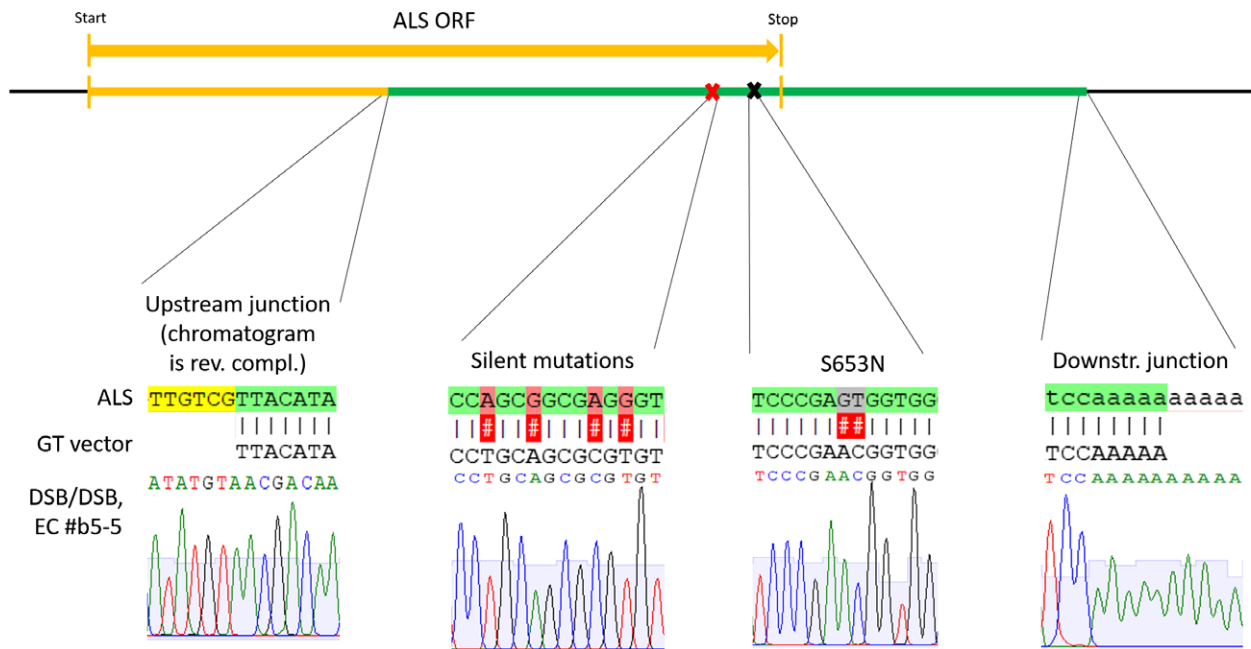 Start
ALS ORF
Stop
Upstream junction
(chromatogram
is rev. compl.)
Silent mutations
S653N
Downstr. junction
ALS
TTGTCGTTACATA
CCAGCGGCGAGGGT
TCCCGAGTGGTGG
tccaaaaaaaaaa
||||||| 
||#||#|||#|#||
||||||##|||||
||||||||
GT vector
TTACATA
CCTGCAGCGCGTGT
TCCCGAACGGTGG
TCCAAAAA
DSB/DSB,
EC #b5-5
ATATGTAACGACAA
CCTGCAGCGCGTGT
TCCCGAACGGTGG
TCCAAAAAAAAAA